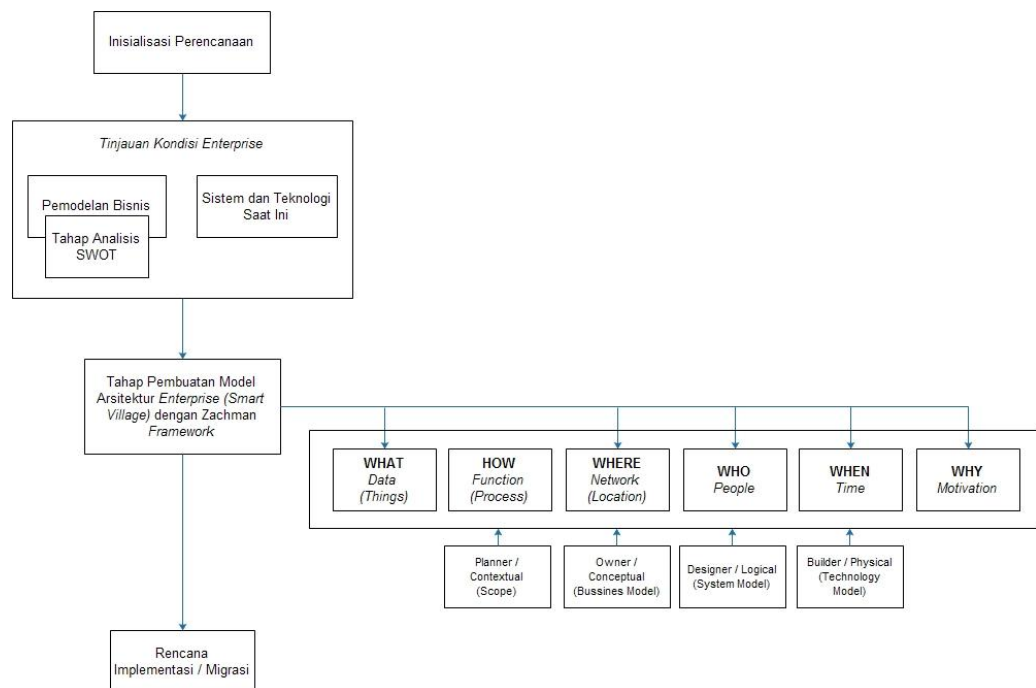 Inisialisasi Perencanaan
Tinjauan Kondisi Enterprise
Pemodelan Bisnis
Tahap Analisis
SWOT
Sistem dan Teknologi
Saat Ini
Tahap Pembuatan Model
Arsitektur Enterprise (Smart
Village) dengan Zachman
Framework
WHAT
Data
(Things)
HOW
Function
(Process)
WHERE
Network
(Location)
WHO
People
WHEN
Time
WHY
Motivation
Planner /
Contextual
(Scope)
Owner /
Conceptual
(Bussines Model)
Designer / Logical
(System Model)
Builder / Physical
(Technology
Model)
Rencana
Implementasi / Migrasi